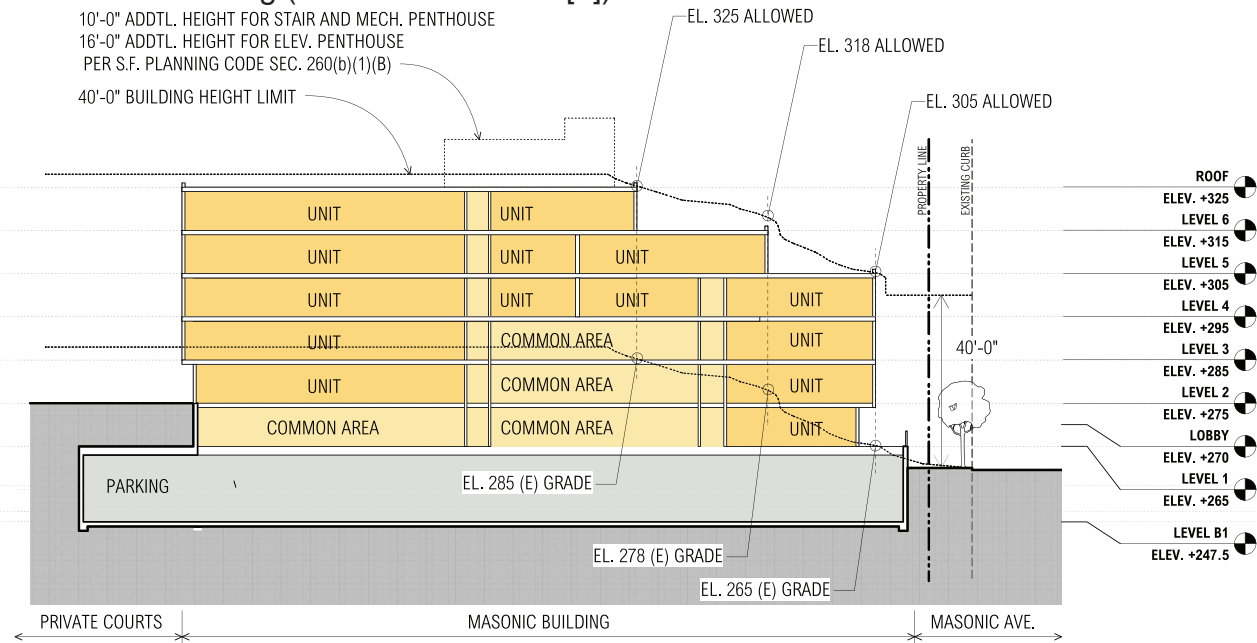 10'-0" ADDTL. HEIGHT FOR STAIR AND MECH. PENTHOUSE
16'-0" ADDTL. HEIGHT FOR ELEV. PENTHOUSE
PER S.F. PLANNING CODE SEC. 260(b)(1)(B)
40'-0" BUILDING HEIGHT LIMIT
EL. 325 ALLOWED
EL. 318 ALLOWED
EL. 305 ALLOWED
PROPERTY LINE
EXISTING CURB
ROOF
ELEV. +325
LEVEL 6
ELEV. +315
LEVEL 5
ELEV. +305
LEVEL 4
ELEV. +295
LEVEL 3
ELEV. +285
LEVEL 2
ELEV. +275
LOBBY
ELEV. +270
LEVEL 1
ELEV. +265
LEVEL B1
ELEV. +247.5
UNIT UNIT
UNIT UNIT UNIT
UNIT UNIT UNIT UNIT
UNIT COMMON AREA UNIT
UNIT COMMON AREA UNIT
COMMON AREA COMMON AREA UNIT
40'-0"
PARKING
EL. 285 (E) GRADE
EL. 278 (E) GRADE
EL. 265 (E) GRADE
PRIVATE COURTS MASONIC BUILDING MASONIC AVE.